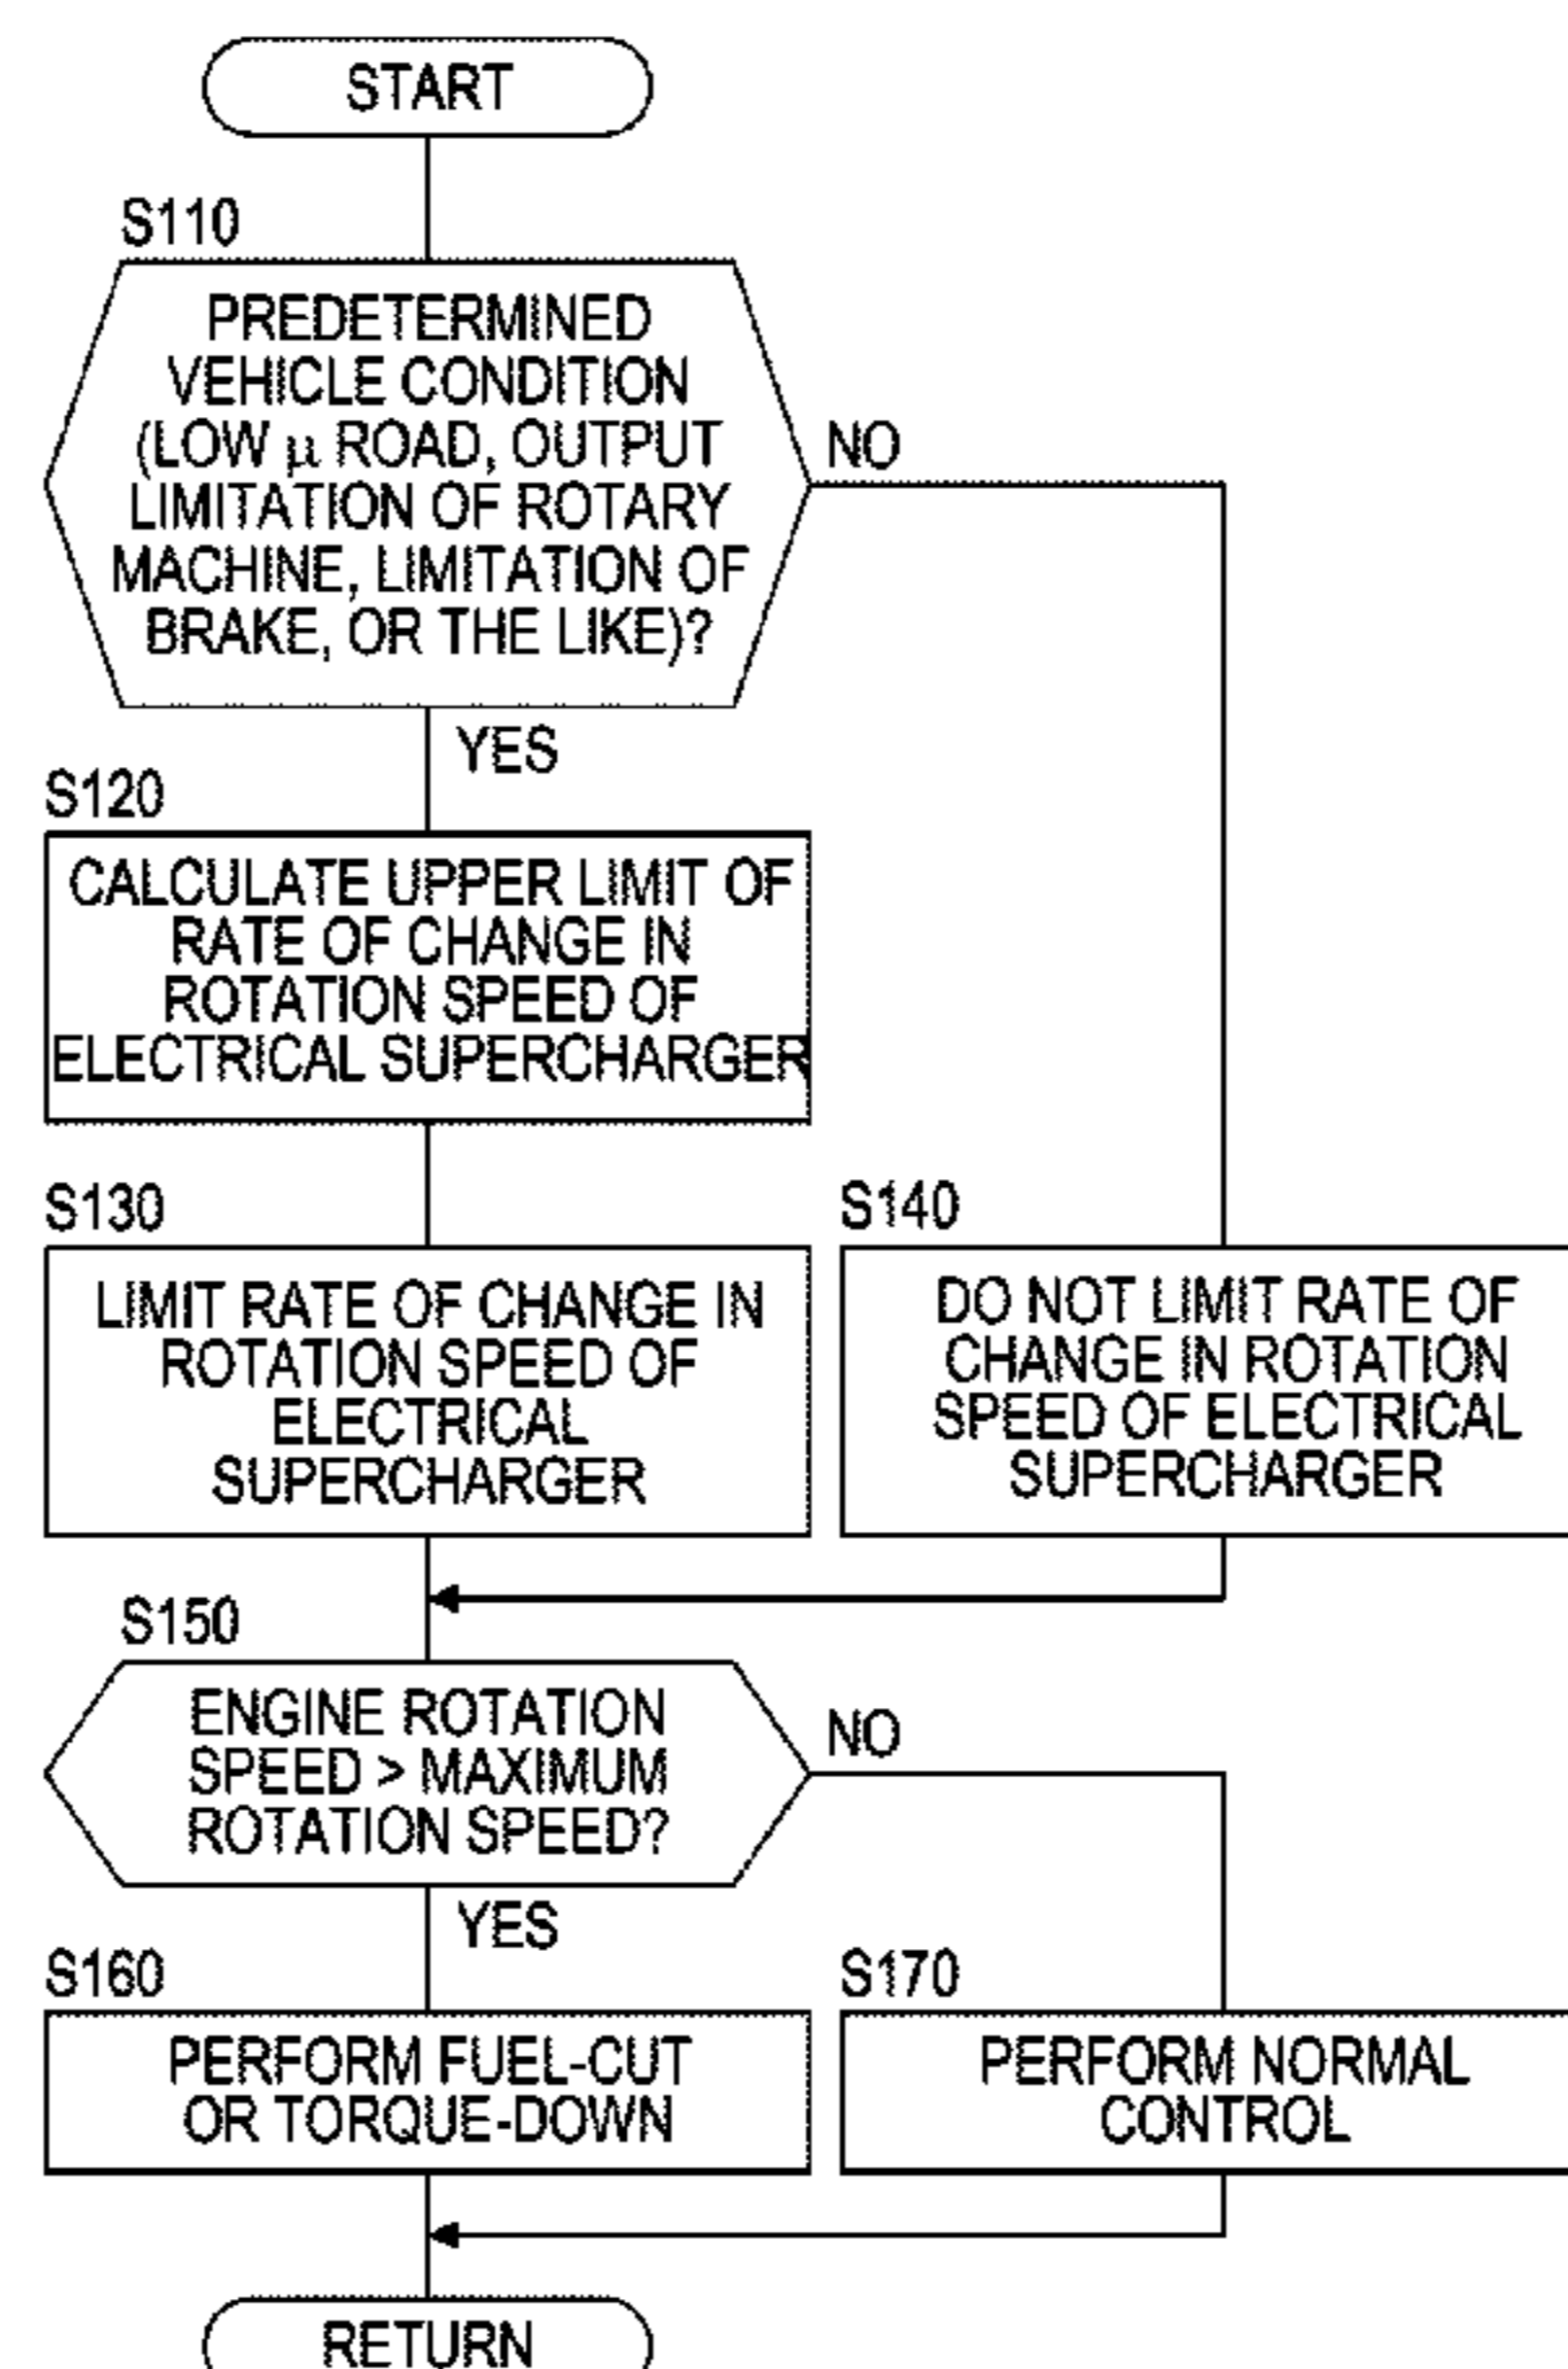 START
S110
PREDETERMINED
VEHICLE CONDITION
(LOW μ ROAD, OUTPUT
LIMITATION OF ROTARY
MACHINE, LIMITATION OF
BRAKE, OR THE LIKE)?
NO
YES
S120
CALCULATE UPPER LIMIT OF
RATE OF CHANGE IN
ROTATION SPEED OF
ELECTRICAL SUPERCHARGER
S130
LIMIT RATE OF CHANGE IN
ROTATION SPEED OF
ELECTRICAL
SUPERCHARGER
S140
DO NOT LIMIT RATE OF
CHANGE IN ROTATION
SPEED OF ELECTRICAL
SUPERCHARGER
S150
ENGINE ROTATION
SPEED > MAXIMUM
ROTATION SPEED?
NO
YES
S160
PERFORM FUEL-CUT
OR TORQUE-DOWN
S170
PERFORM NORMAL
CONTROL
RETURN